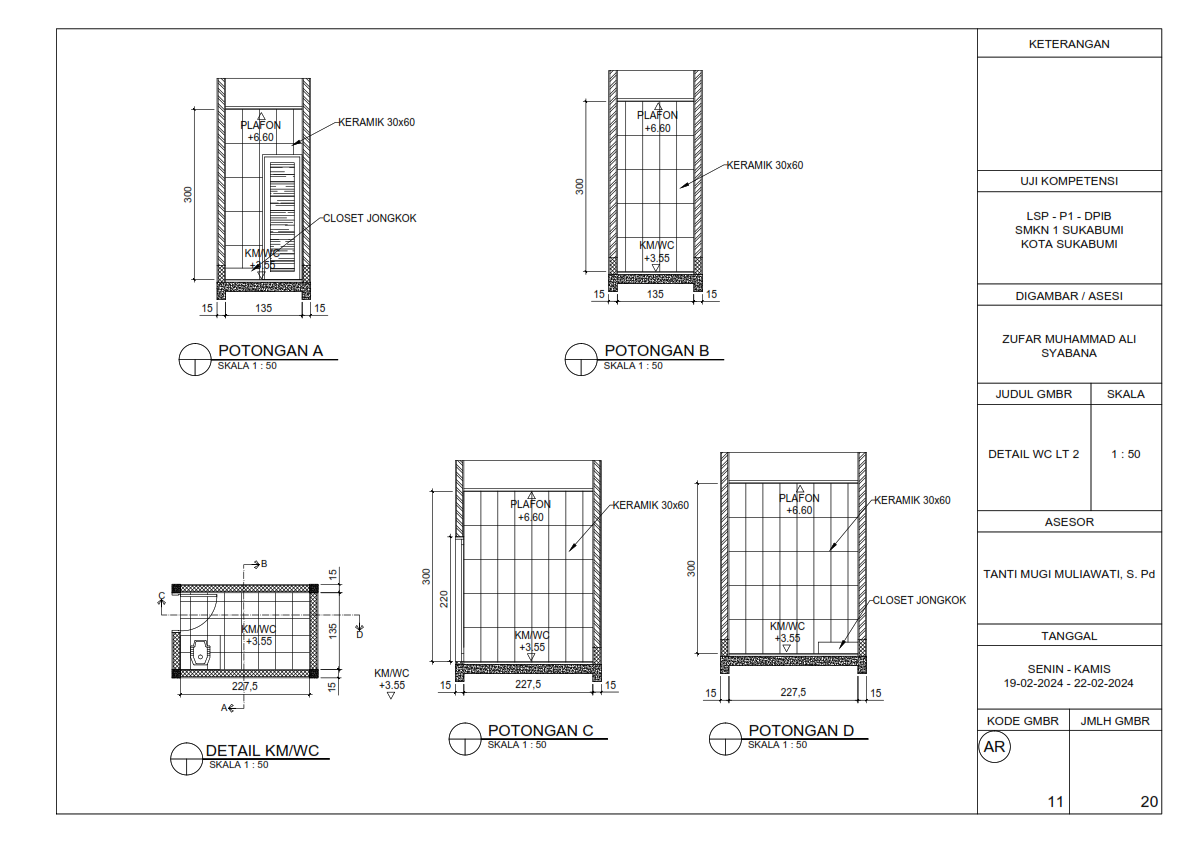 PLAFON
+6.60
KERAMIK 30x60
300
CLOSET JONGKOK
KM/WC
+3.55
15
135
15
POTONGAN A
SKALA 1 : 50
PLAFON
+6.60
KERAMIK 30x60
300
KM/WC
+3.55
15
135
15
POTONGAN B
SKALA 1 : 50
B
C
D
A
15
135
15
KM/WC
+3.55
227,5
KM/WC
+3.55
DETAIL KM/WC
SKALA 1 : 50
PLAFON
+6.60
KERAMIK 30x60
300
220
KM/WC
+3.55
15
227,5
15
POTONGAN C
SKALA 1 : 50
PLAFON
+6.60
KERAMIK 30x60
300
CLOSET JONGKOK
KM/WC
+3.55
15
227,5
15
POTONGAN D
SKALA 1 : 50
KETERANGAN
UJI KOMPETENSI
LSP - P1 - DPIB
SMKN 1 SUKABUMI
KOTA SUKABUMI
DIGAMBAR / ASESI
ZUFAR MUHAMMAD ALI
SYABANA
JUDUL GMBR
SKALA
DETAIL WC LT 2
1 : 50
ASESOR
TANTI MUGI MULIAWATI, S. Pd
TANGGAL
SENIN - KAMIS
19-02-2024 - 22-02-2024
KODE GMBR
JMLH GMBR
AR
11
20